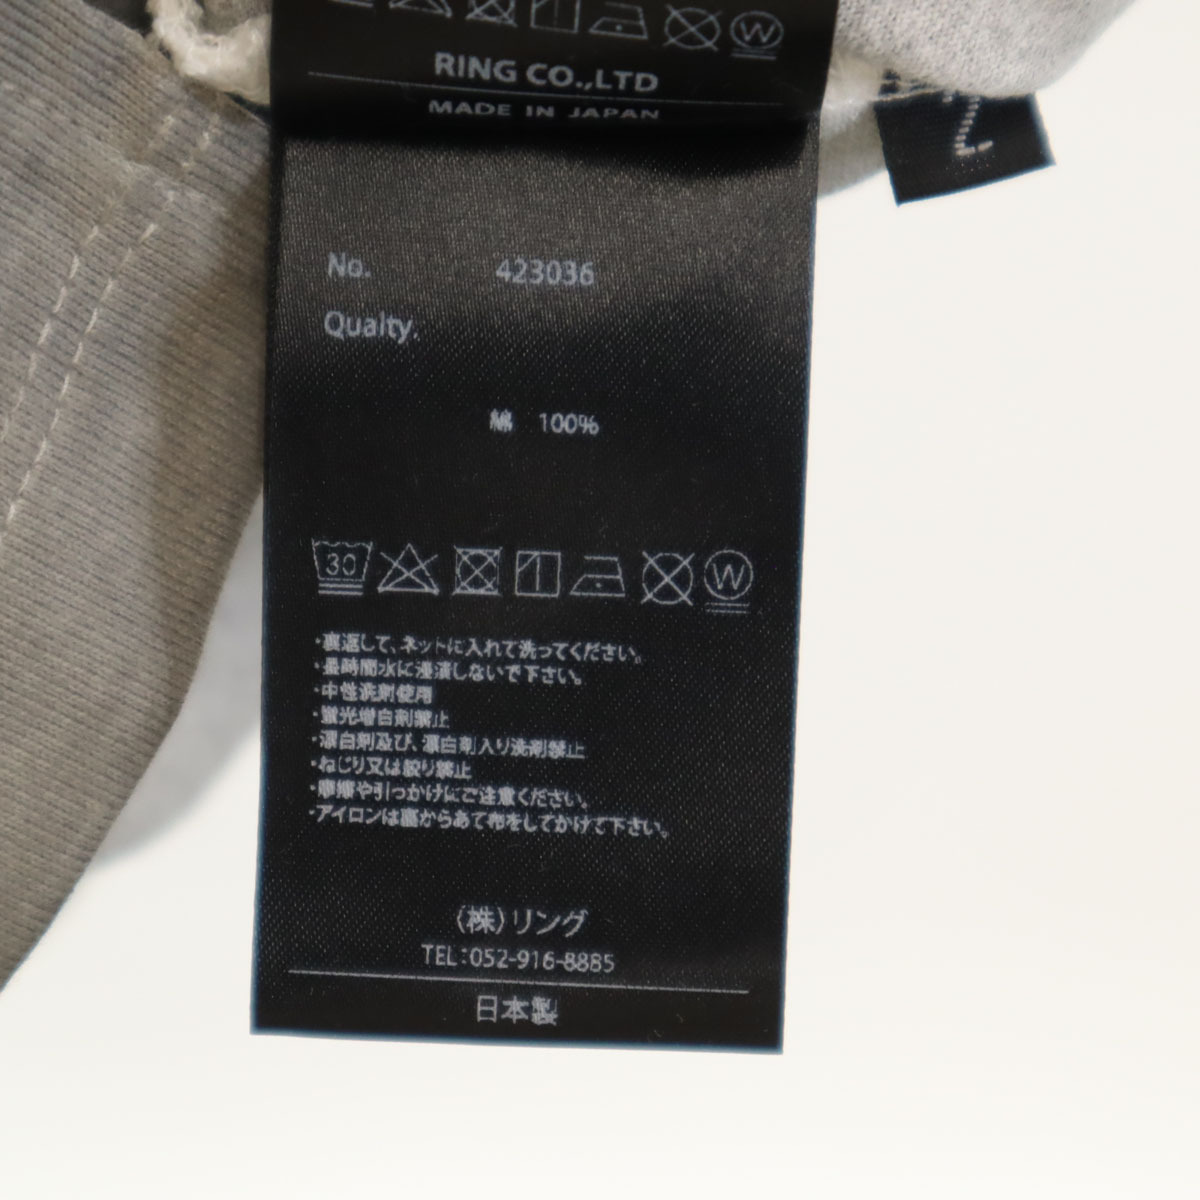 RING CO.,LTD
MADE IN JAPAN
No. 423036
Qualty.
綿 100%
30 W
・裏返して、ネットに入れて洗ってください。
・長時間水に浸漬しないで下さい。
・中性洗剤使用
・蛍光増白剤禁止
・漂白剤及び、漂白剤入り洗剤禁止
・ねじり又は絞り禁止
・摩擦や引っかけにご注意ください。
・アイロンは裏からあて布をしてかけて下さい。
(株)リング
TEL:052-916-8885
日本製